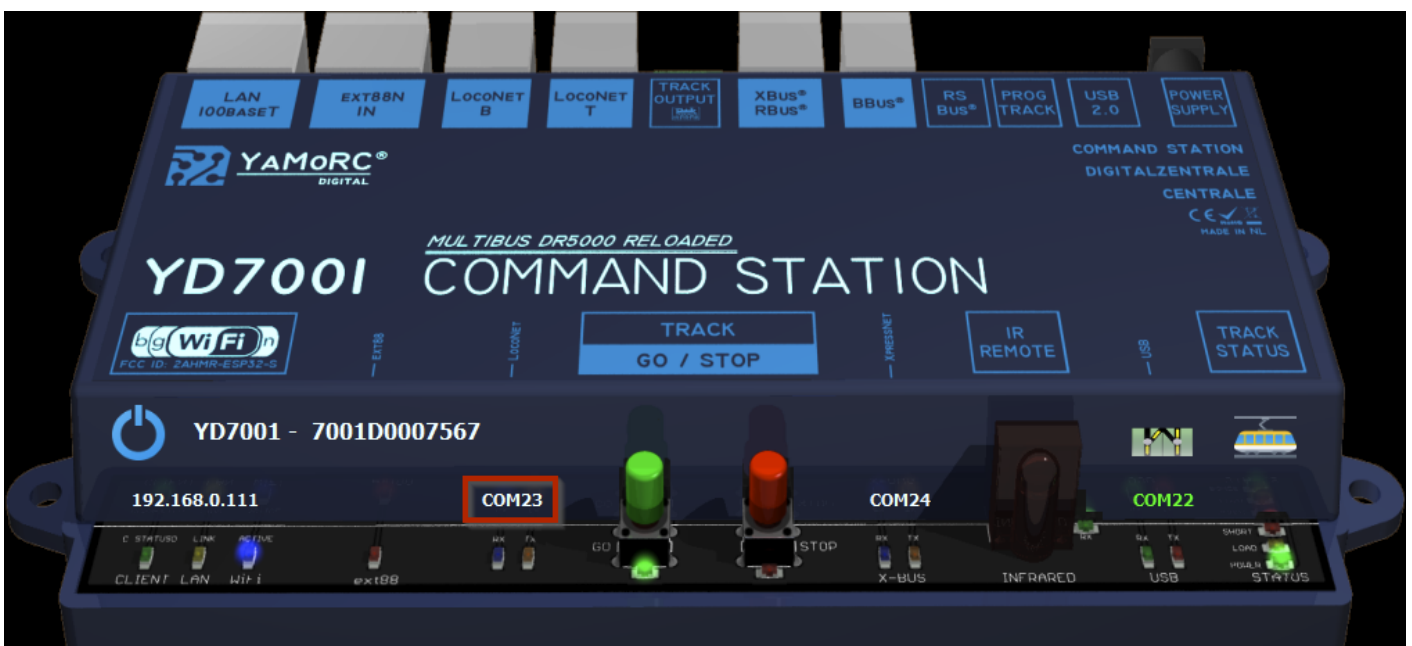 LAN
100BASET
EXT88N
IN
LOCONET
B
LOCONET
T
TRACK
OUTPUT
XBUS®
RBUS®
BBUS®
RS
BUS®
PROG
TRACK
USB
2.0
POWER
SUPPLY
YAMORC®
DIGITAL
COMMAND STATION
DIGITALZENTRALE
CENTRALE
CE
MADE IN NL
MULTIBUS DR5000 RELOADED
YD7001 COMMAND STATION
bg WiFi n
FCC ID: 2AHMR-ESP32-S
EXT88
LOCONET
TRACK
GO / STOP
XPRESSNET
IR
REMOTE
USB
TRACK
STATUS
YD7001 - 7001D0007567
192.168.0.111
COM23
COM24
COM22
C STATUSD LINK ACTIVE
CLIENT LAN WiFi
ext88
RX TX
GO
STOP
X-BUS
RX
INFRARED
RX TX
USB
SHORT
LOAD
POWER
STATUS